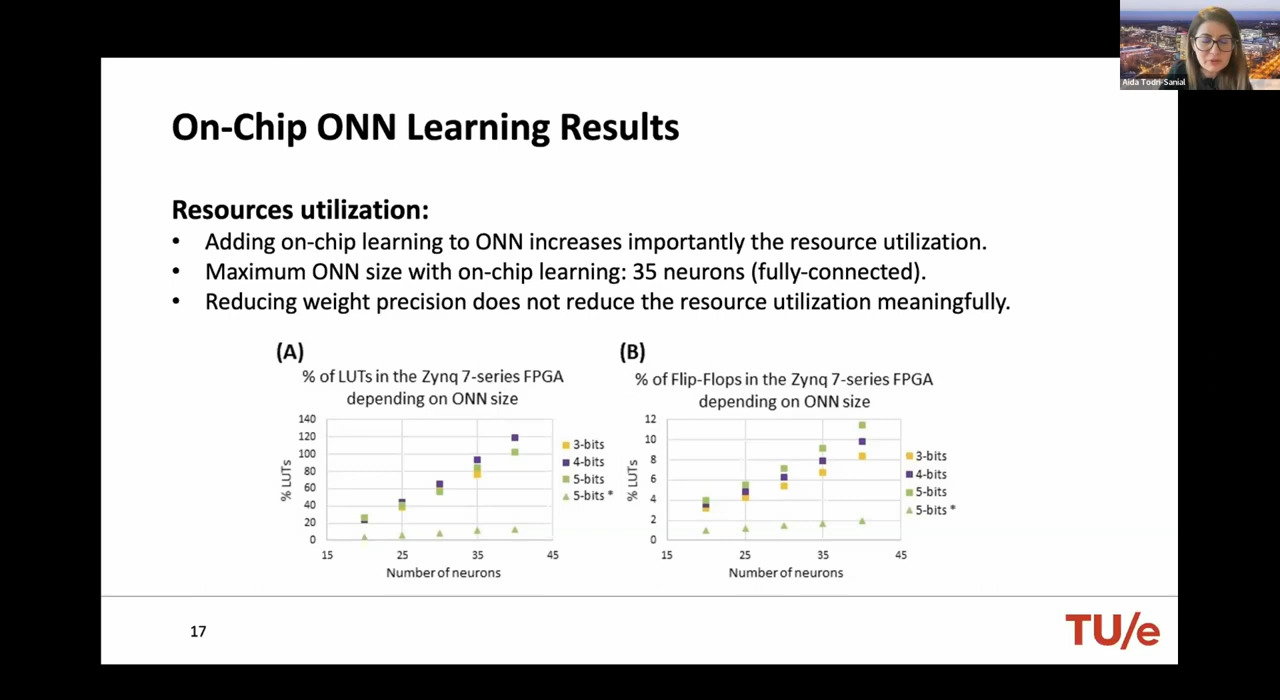 Aida Todri-Sanial
On-Chip ONN Learning Results
Resources utilization:
• Adding on-chip learning to ONN increases importantly the resource utilization.
• Maximum ONN size with on-chip learning: 35 neurons (fully-connected).
• Reducing weight precision does not reduce the resource utilization meaningfully.
(A)
% of LUTs in the Zynq 7-series FPGA
depending on ONN size
140
120
100
80
60
40
20
0
% LUTs
15 25 35 45
Number of neurons
3-bits
4-bits
5-bits
5-bits *
(B)
% of Flip-Flops in the Zynq 7-series FPGA
depending on ONN size
12
10
8
6
4
2
0
% LUTs
15 25 35 45
Number of neurons
3-bits
4-bits
5-bits
5-bits *
17
TU/e